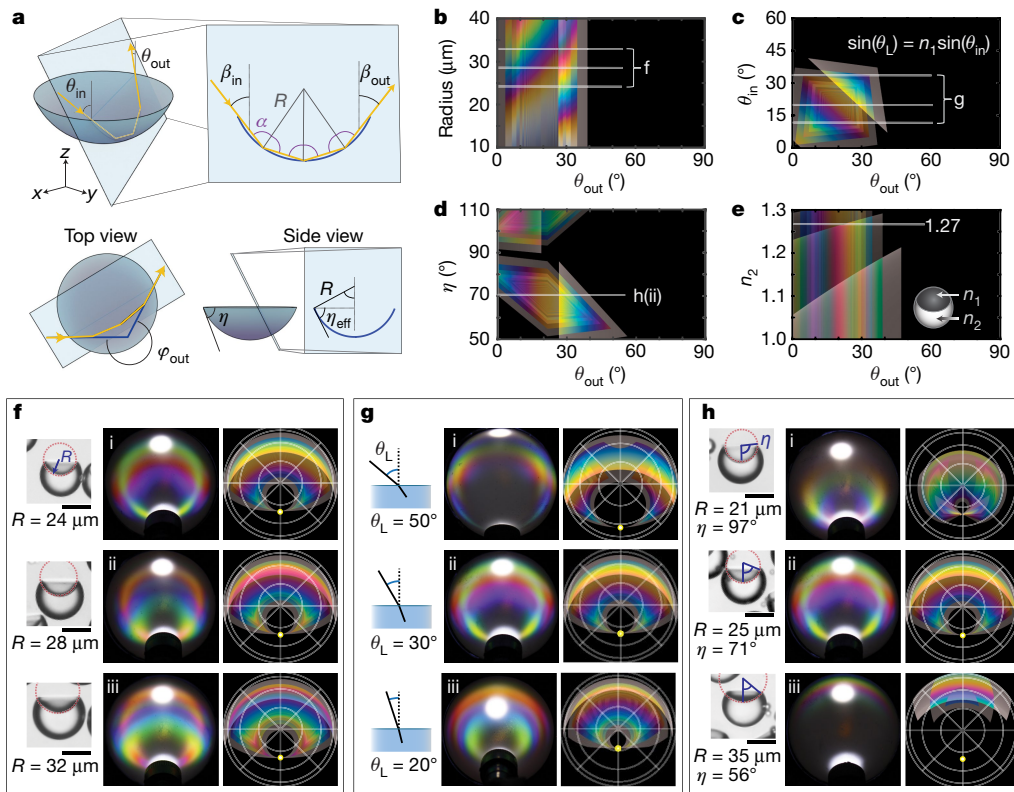 a
θout
θin
βin
βout
R
α
z
x
y
Top view
Side view
φout
η
R
ηeff
b
Radius (μm)
40
30
20
10
f
0
30
60
90
θout (°)
c
θin (°)
60
45
30
15
0
sin(θL) = n1sin(θin)
g
0
30
60
90
θout (°)
d
η (°)
110
90
70
50
h(ii)
0
30
60
90
θout (°)
e
n2
1.3
1.2
1.1
1.0
1.27
n1
n2
0
30
60
90
θout (°)
f
R
R = 24 μm
i
R = 28 μm
ii
R = 32 μm
iii
g
θL
θL = 50°
i
θL = 30°
ii
θL = 20°
iii
h
η
R = 21 μm
η = 97°
i
R = 25 μm
η = 71°
ii
R = 35 μm
η = 56°
iii